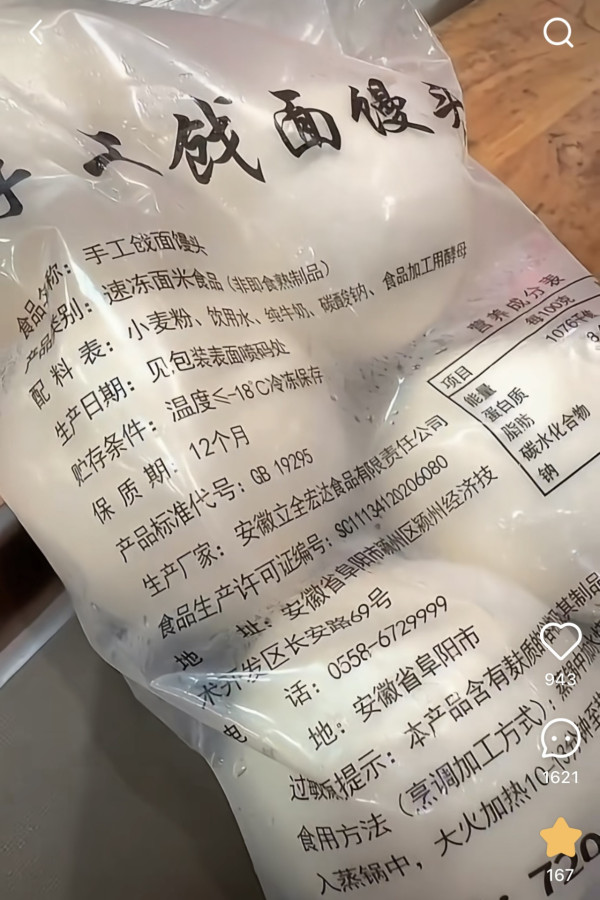 手工戗面馒头
食品名称：手工戗面馒头
产品类别：速冻面米食品（非即食熟制品）
配料表：小麦粉、饮用水、纯牛奶、碳酸氢钠、食品加工用酵母
生产日期：见包装表面喷码处
贮存条件：温度≤-18℃冷冻保存
保质期：12个月
产品标准代号：GB 19295
生产厂家：安徽立全宏达食品有限责任公司
食品生产许可证编号：SC11134120206080
地址：安徽省阜阳市颍州区颍州经济技
术开发区长安路69号
电话：0558-6729999
地：安徽省阜阳市
过敏原提示：本产品含有麸质的谷物及其制品
食用方法（烹调加工方式）：
入蒸锅中，大火加热10-
营养成分表
项目 每100克
能量 1076千焦
蛋白质 8.
脂肪
碳水化合物
钠
720
943
1621
167